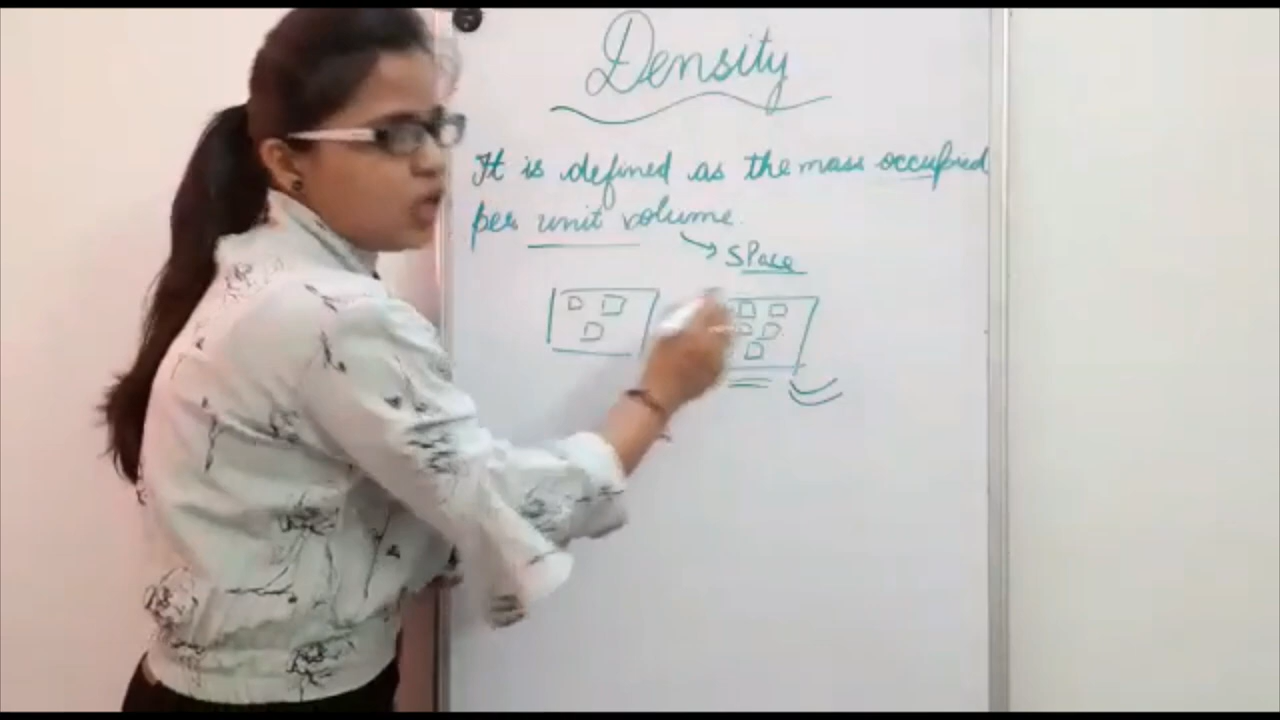 Density
It is defined as the mass occupied
per unit volume.
SPace